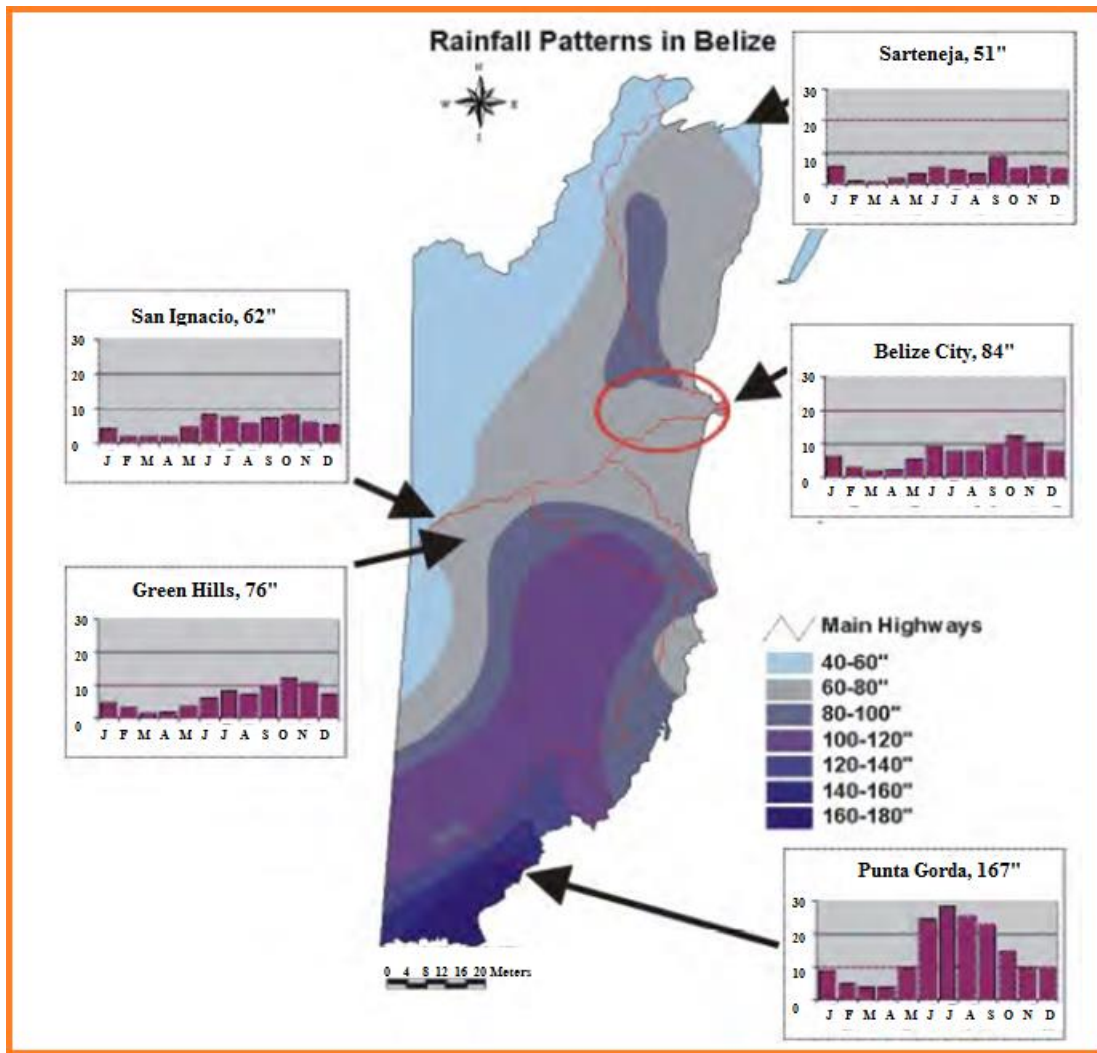 Rainfall Patterns in Belize
N
W E
Sarteneja, 51"
30
20
10
0
J F M A M J J A S O N D
San Ignacio, 62"
30
20
10
0
J F M A M J J A S O N D
Belize City, 84"
30
20
10
0
J F M A M J J A S O N D
Green Hills, 76"
30
20
10
0
J F M A M J J A S O N D
Main Highways
40-60"
60-80"
80-100"
100-120"
120-140"
140-160"
160-180"
Punta Gorda, 167"
30
20
10
0
J F M A M J J A S O N D
0 4 8 12 16 20 Meters